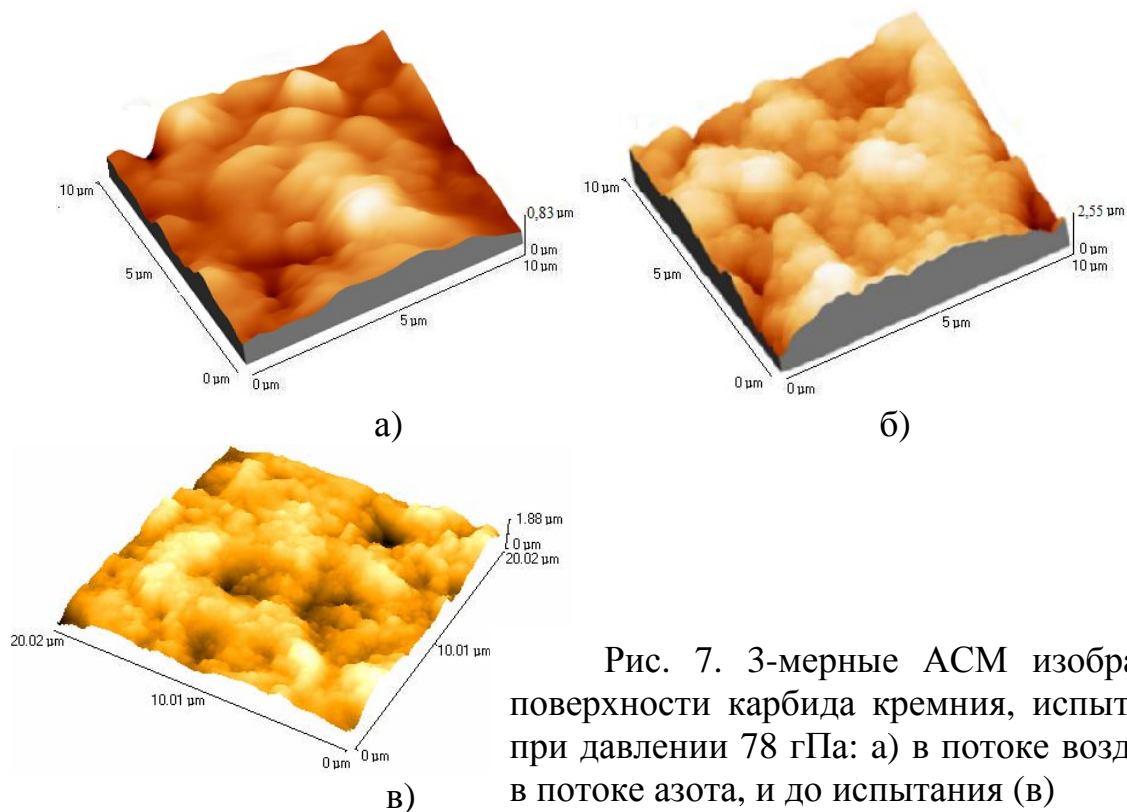 10 µm
5 µm
0 µm
0 µm
5 µm
10 µm
0 µm
0,83 µm
а)
10 µm
5 µm
0 µm
0 µm
5 µm
10 µm
0 µm
2,55 µm
б)
20.02 µm
10.01 µm
0 µm
0 µm
10.01 µm
20.02 µm
0 µm
1.88 µm
в)
Рис. 7. 3-мерные АСМ изобра
поверхности карбида кремния, испыт
при давлении 78 гПа: а) в потоке возд
в потоке азота, и до испытания (в)